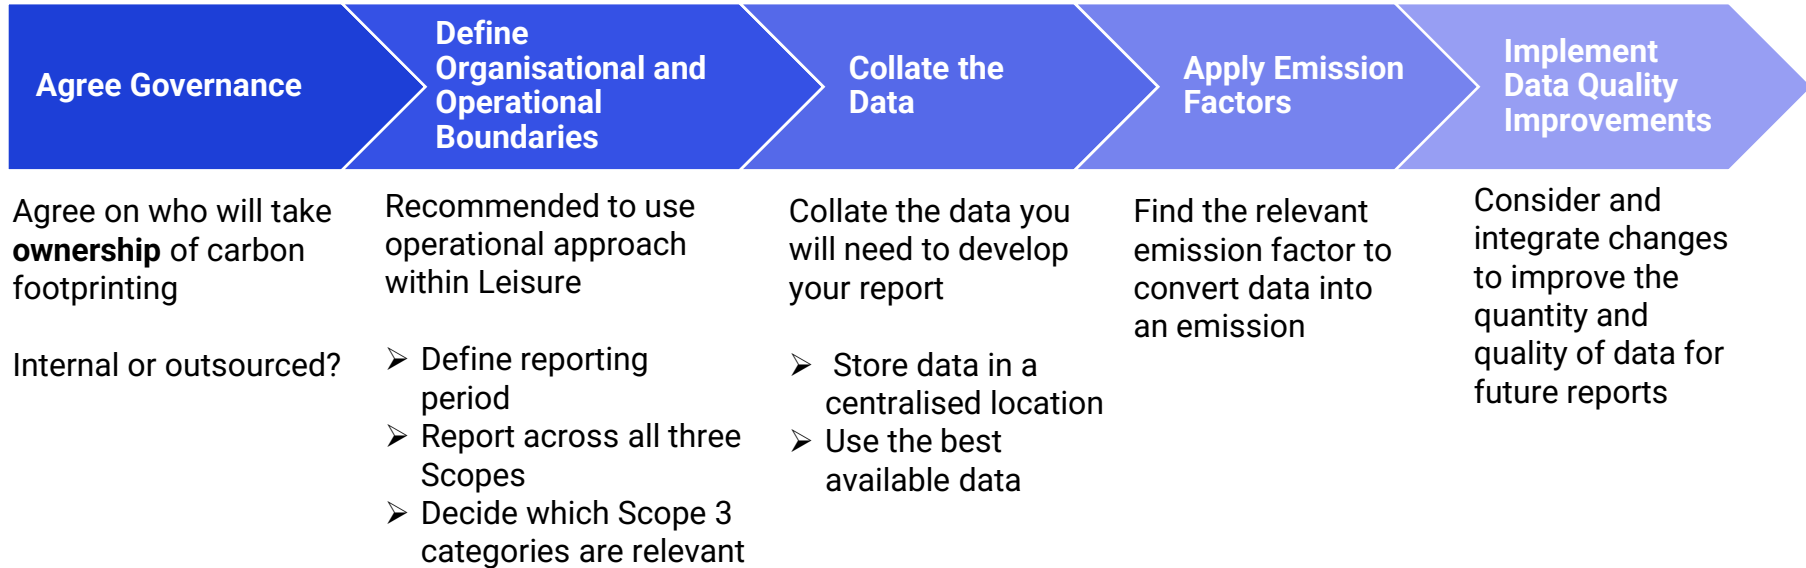 Agree Governance
Define
Organisational and
Operational
Boundaries
Collate the
Data
Apply Emission
Factors
Implement
Data Quality
Improvements
Agree on who will take
ownership of carbon
footprinting
Internal or outsourced?
Recommended to use
operational approach
within Leisure
➢ Define reporting
period
➢ Report across all three
Scopes
➢ Decide which Scope 3
categories are relevant
Collate the data you
will need to develop
your report
➢ Store data in a
centralised location
➢ Use the best
available data
Find the relevant
emission factor to
convert data into
an emission
Consider and
integrate changes
to improve the
quantity and
quality of data for
future reports